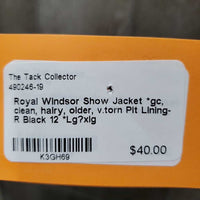 The Tack Collector
490246-19
Royal Windsor Show Jacket *gc,
clean, hairy, older, v.torn Pit Lining-
R Black 12 *Lg?xlg
K3GH69
$40.00